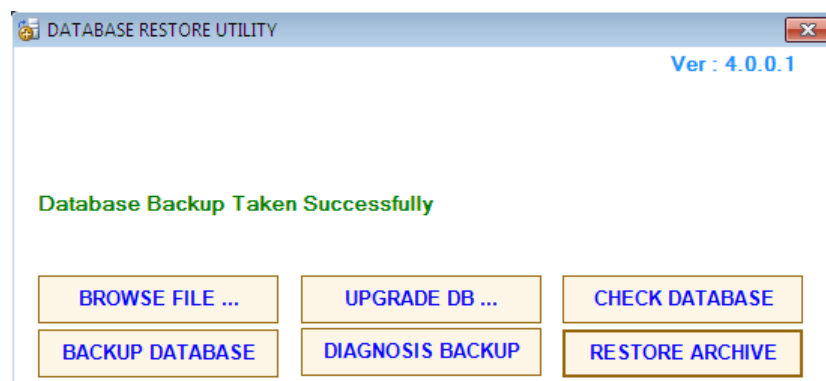 DATABASE RESTORE UTILITY
Ver : 4.0.0.1
Database Backup Taken Successfully
BROWSE FILE ... UPGRADE DB ... CHECK DATABASE
BACKUP DATABASE DIAGNOSIS BACKUP RESTORE ARCHIVE